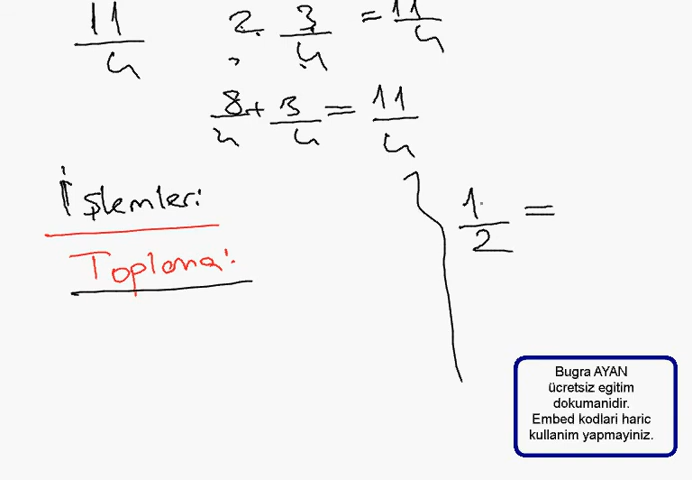 11/4 2. 3/4 = 11/4
8/4 + 3/4 = 11/4
İşlemler:
Toplama:
1/2 =
Bugra AYAN
ücretsiz egitim
dokumanidir.
Embed kodlari haric
kullanim yapmayiniz.